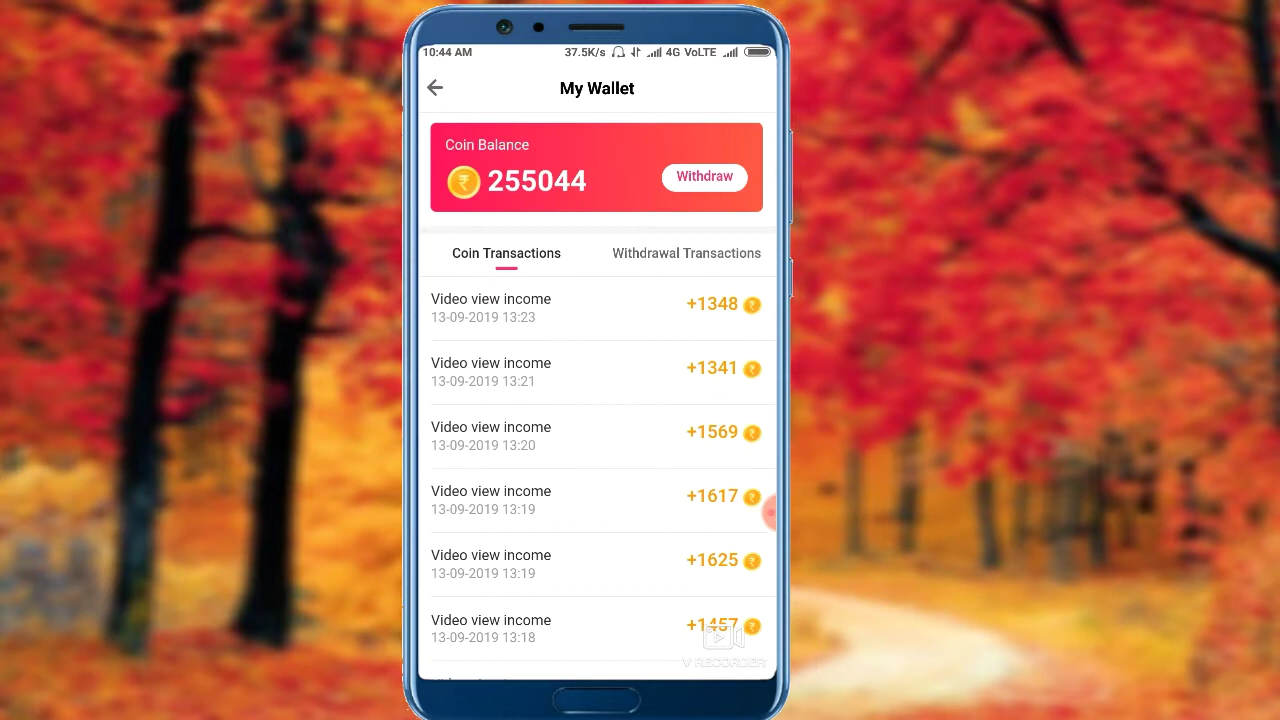 10:44 AM 37.5K/s 4G VoLTE
My Wallet
Coin Balance
255044 Withdraw
Coin Transactions Withdrawal Transactions
Video view income +1348
13-09-2019 13:23
Video view income +1341
13-09-2019 13:21
Video view income +1569
13-09-2019 13:20
Video view income +1617
13-09-2019 13:19
Video view income +1625
13-09-2019 13:19
Video view income +1457
13-09-2019 13:18
V RECORDER